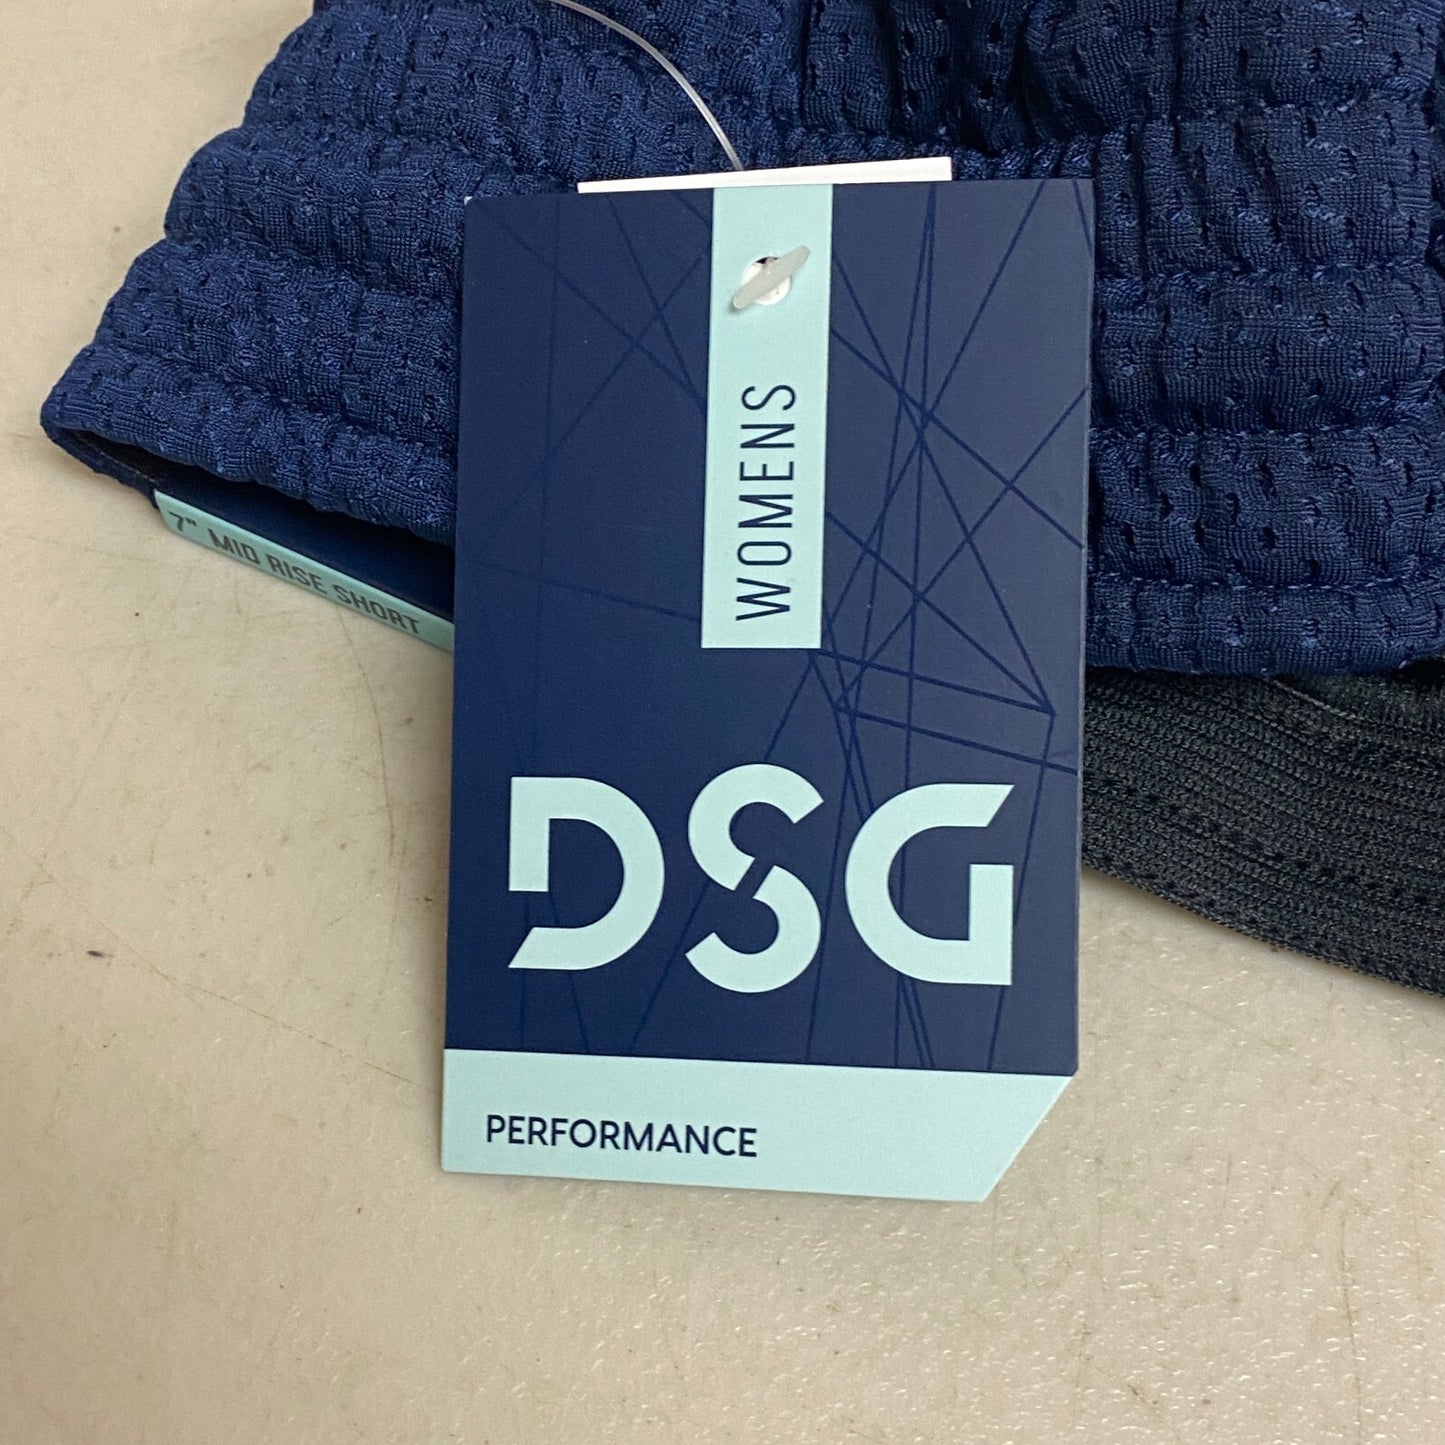 WOMENS
7" MID RISE SHORT
DSG
PERFORMANCE